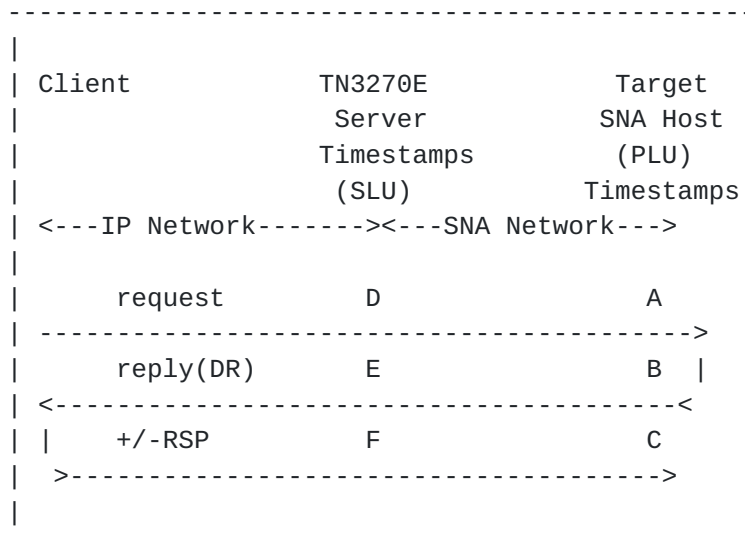 ---------------------------------------------------
|
| Client            TN3270E            Target
|                    Server           SNA Host
|                   Timestamps         (PLU)
|                    (SLU)           Timestamps
| <---IP Network-------><---SNA Network--->
|
|      request         D                 A
| ------------------------------------------>
|      reply(DR)       E                 B  |
| <-----------------------------------------<
| |    +/-RSP          F                 C
|  >--------------------------------------->
|